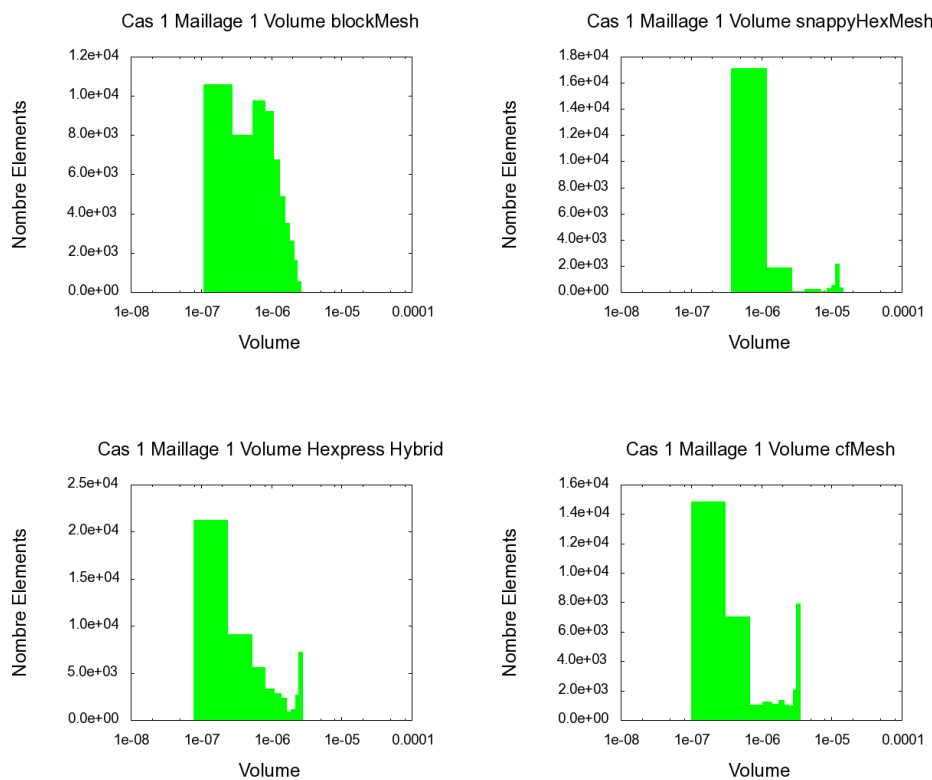 Cas 1 Maillage 1 Volume blockMesh
Nombre Elements
1.2e+04
1.0e+04
8.0e+03
6.0e+03
4.0e+03
2.0e+03
0.0e+00
1e-08 1e-07 1e-06 1e-05 0.0001
Volume
Cas 1 Maillage 1 Volume snappyHexMesh
Nombre Elements
1.8e+04
1.6e+04
1.4e+04
1.2e+04
1.0e+04
8.0e+03
6.0e+03
4.0e+03
2.0e+03
0.0e+00
1e-08 1e-07 1e-06 1e-05 0.0001
Volume
Cas 1 Maillage 1 Volume Hexpress Hybrid
Nombre Elements
2.5e+04
2.0e+04
1.5e+04
1.0e+04
5.0e+03
0.0e+00
1e-08 1e-07 1e-06 1e-05 0.0001
Volume
Cas 1 Maillage 1 Volume cfMesh
Nombre Elements
1.6e+04
1.4e+04
1.2e+04
1.0e+04
8.0e+03
6.0e+03
4.0e+03
2.0e+03
0.0e+00
1e-08 1e-07 1e-06 1e-05 0.0001
Volume